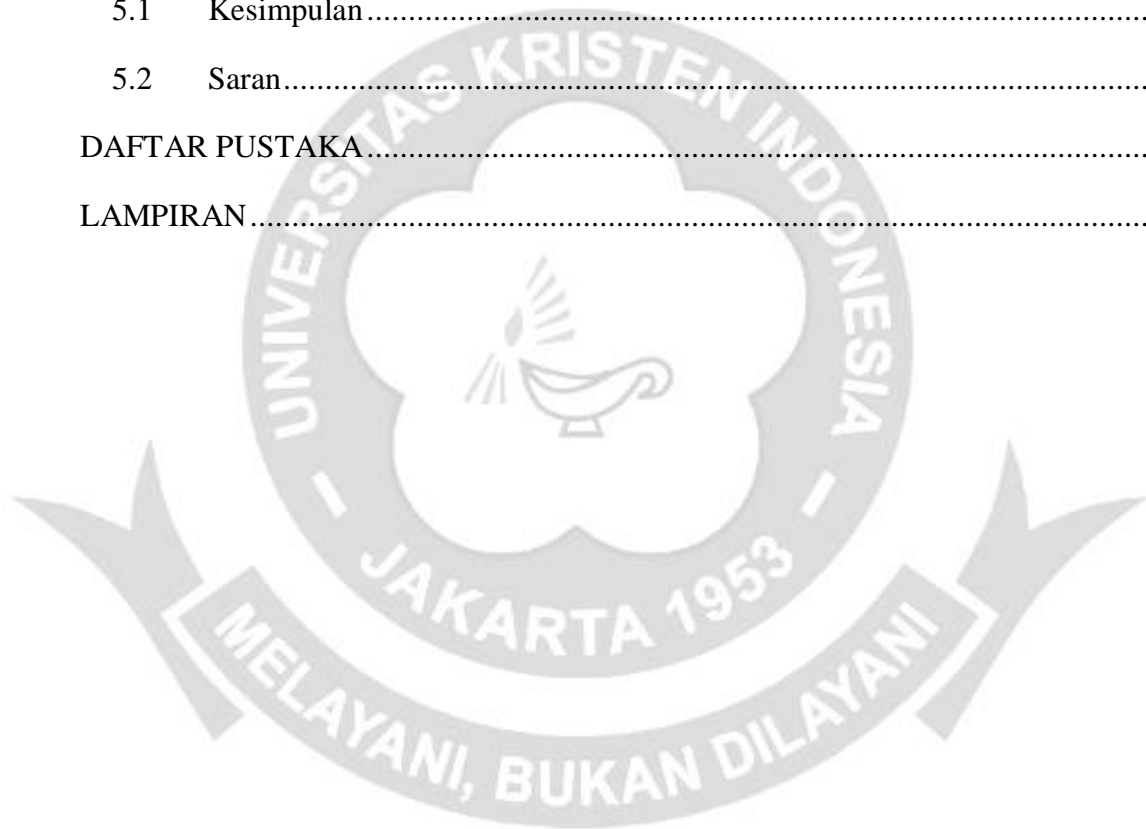 5.1 Kesimpulan
5.2 Saran
DAFTAR PUSTAKA
LAMPIRAN
UNIVERSITAS KRISTEN INDONESIA
JAKARTA 1953
MELAYANI, BUKAN DILAYANI